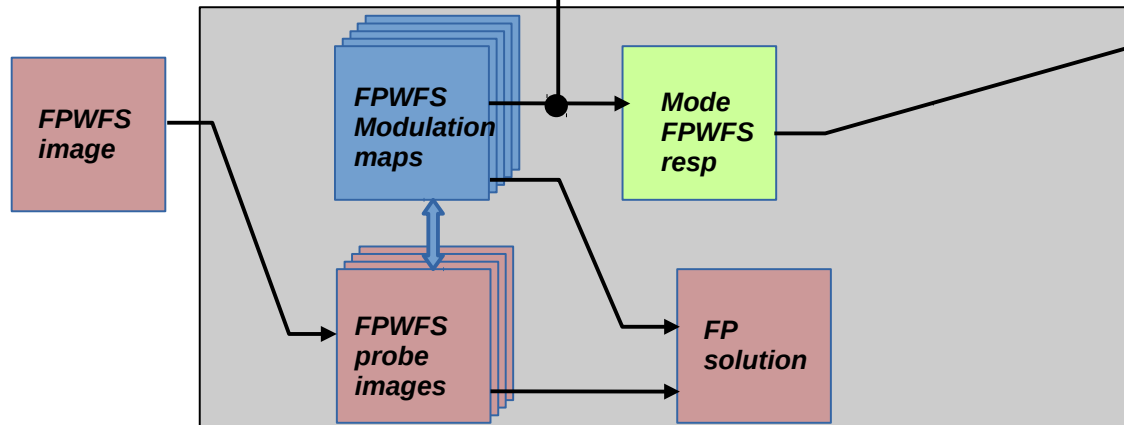 FPWFS
image
FPWFS
Modulation
maps
Mode
FPWFS
resp
FPWFS
probe
images
FP
solution